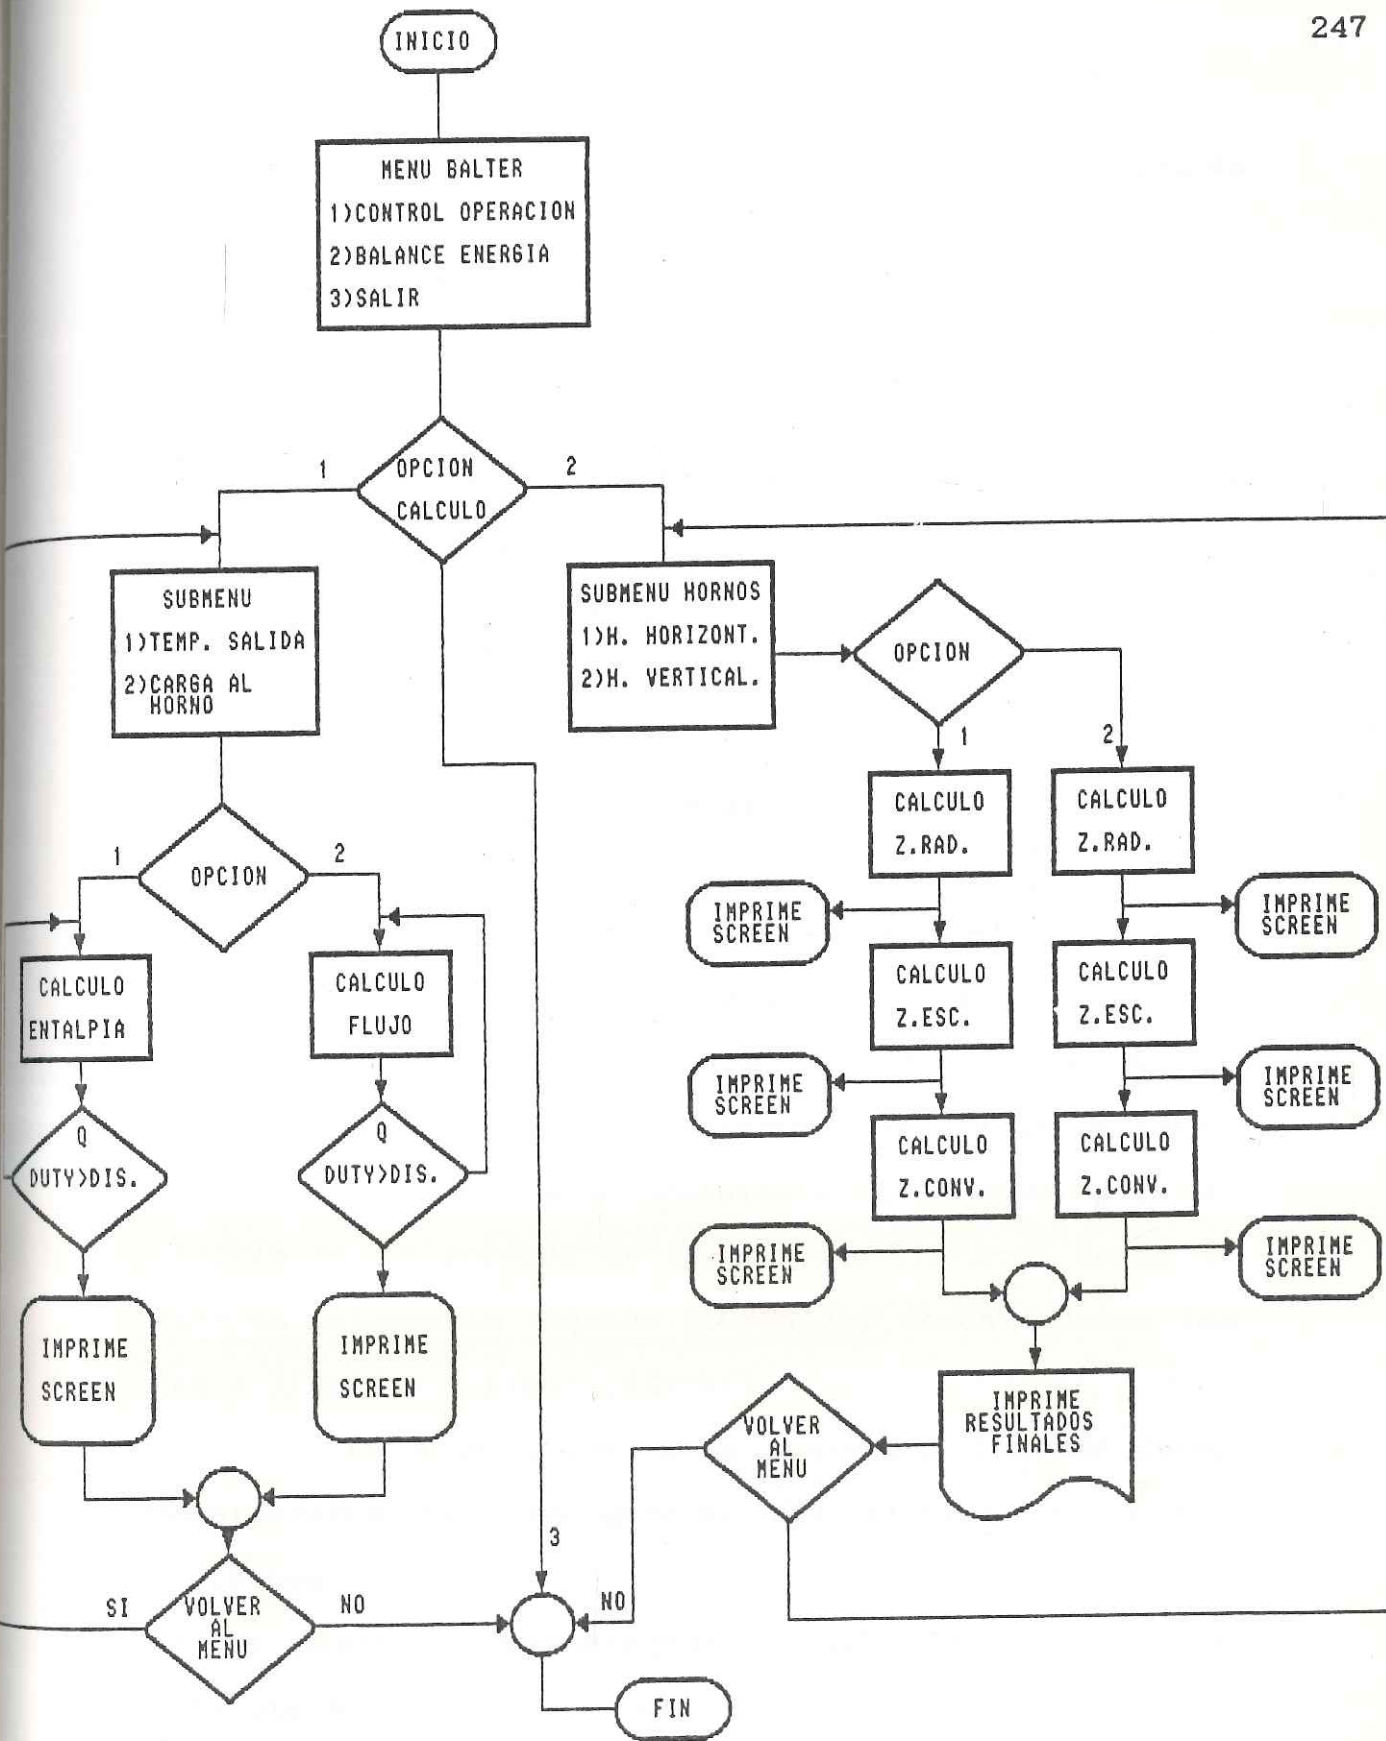 247
INICIO
MENU BALTER
1)CONTROL OPERACION
2)BALANCE ENERGIA
3)SALIR
OPCION
CALCULO
1
2
SUBMENU
1)TEMP. SALIDA
2)CARGA AL
HORNO
SUBMENU HORNOS
1)H. HORIZONT.
2)H. VERTICAL.
OPCION
1
2
OPCION
1
2
CALCULO
ENTALPIA
CALCULO
FLUJO
Q
DUTY>DIS.
Q
DUTY>DIS.
IMPRIME
SCREEN
IMPRIME
SCREEN
VOLVER
AL
MENU
SI
NO
3
CALCULO
Z.RAD.
CALCULO
Z.RAD.
IMPRIME
SCREEN
IMPRIME
SCREEN
CALCULO
Z.ESC.
CALCULO
Z.ESC.
IMPRIME
SCREEN
IMPRIME
SCREEN
CALCULO
Z.CONV.
CALCULO
Z.CONV.
IMPRIME
SCREEN
IMPRIME
SCREEN
IMPRIME
RESULTADOS
FINALES
VOLVER
AL
MENU
NO
FIN